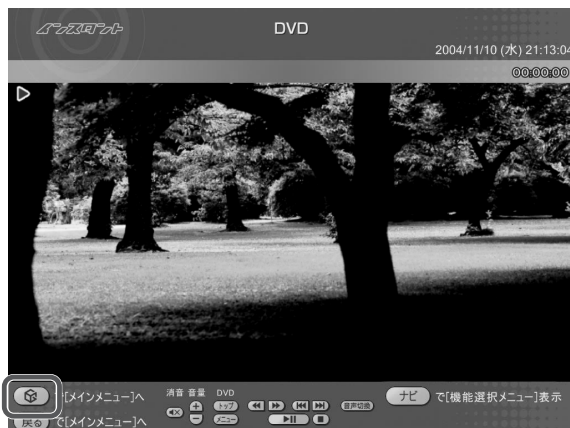 インスタント
DVD
2004/11/10 (水) 21:13:04
00:00:00
で[メインメニュー]へ
消音 音量 DVD
トップ
音声切換
ナビ で[機能選択メニュー]表示
メニュー
戻る で[メインメニュー]へ